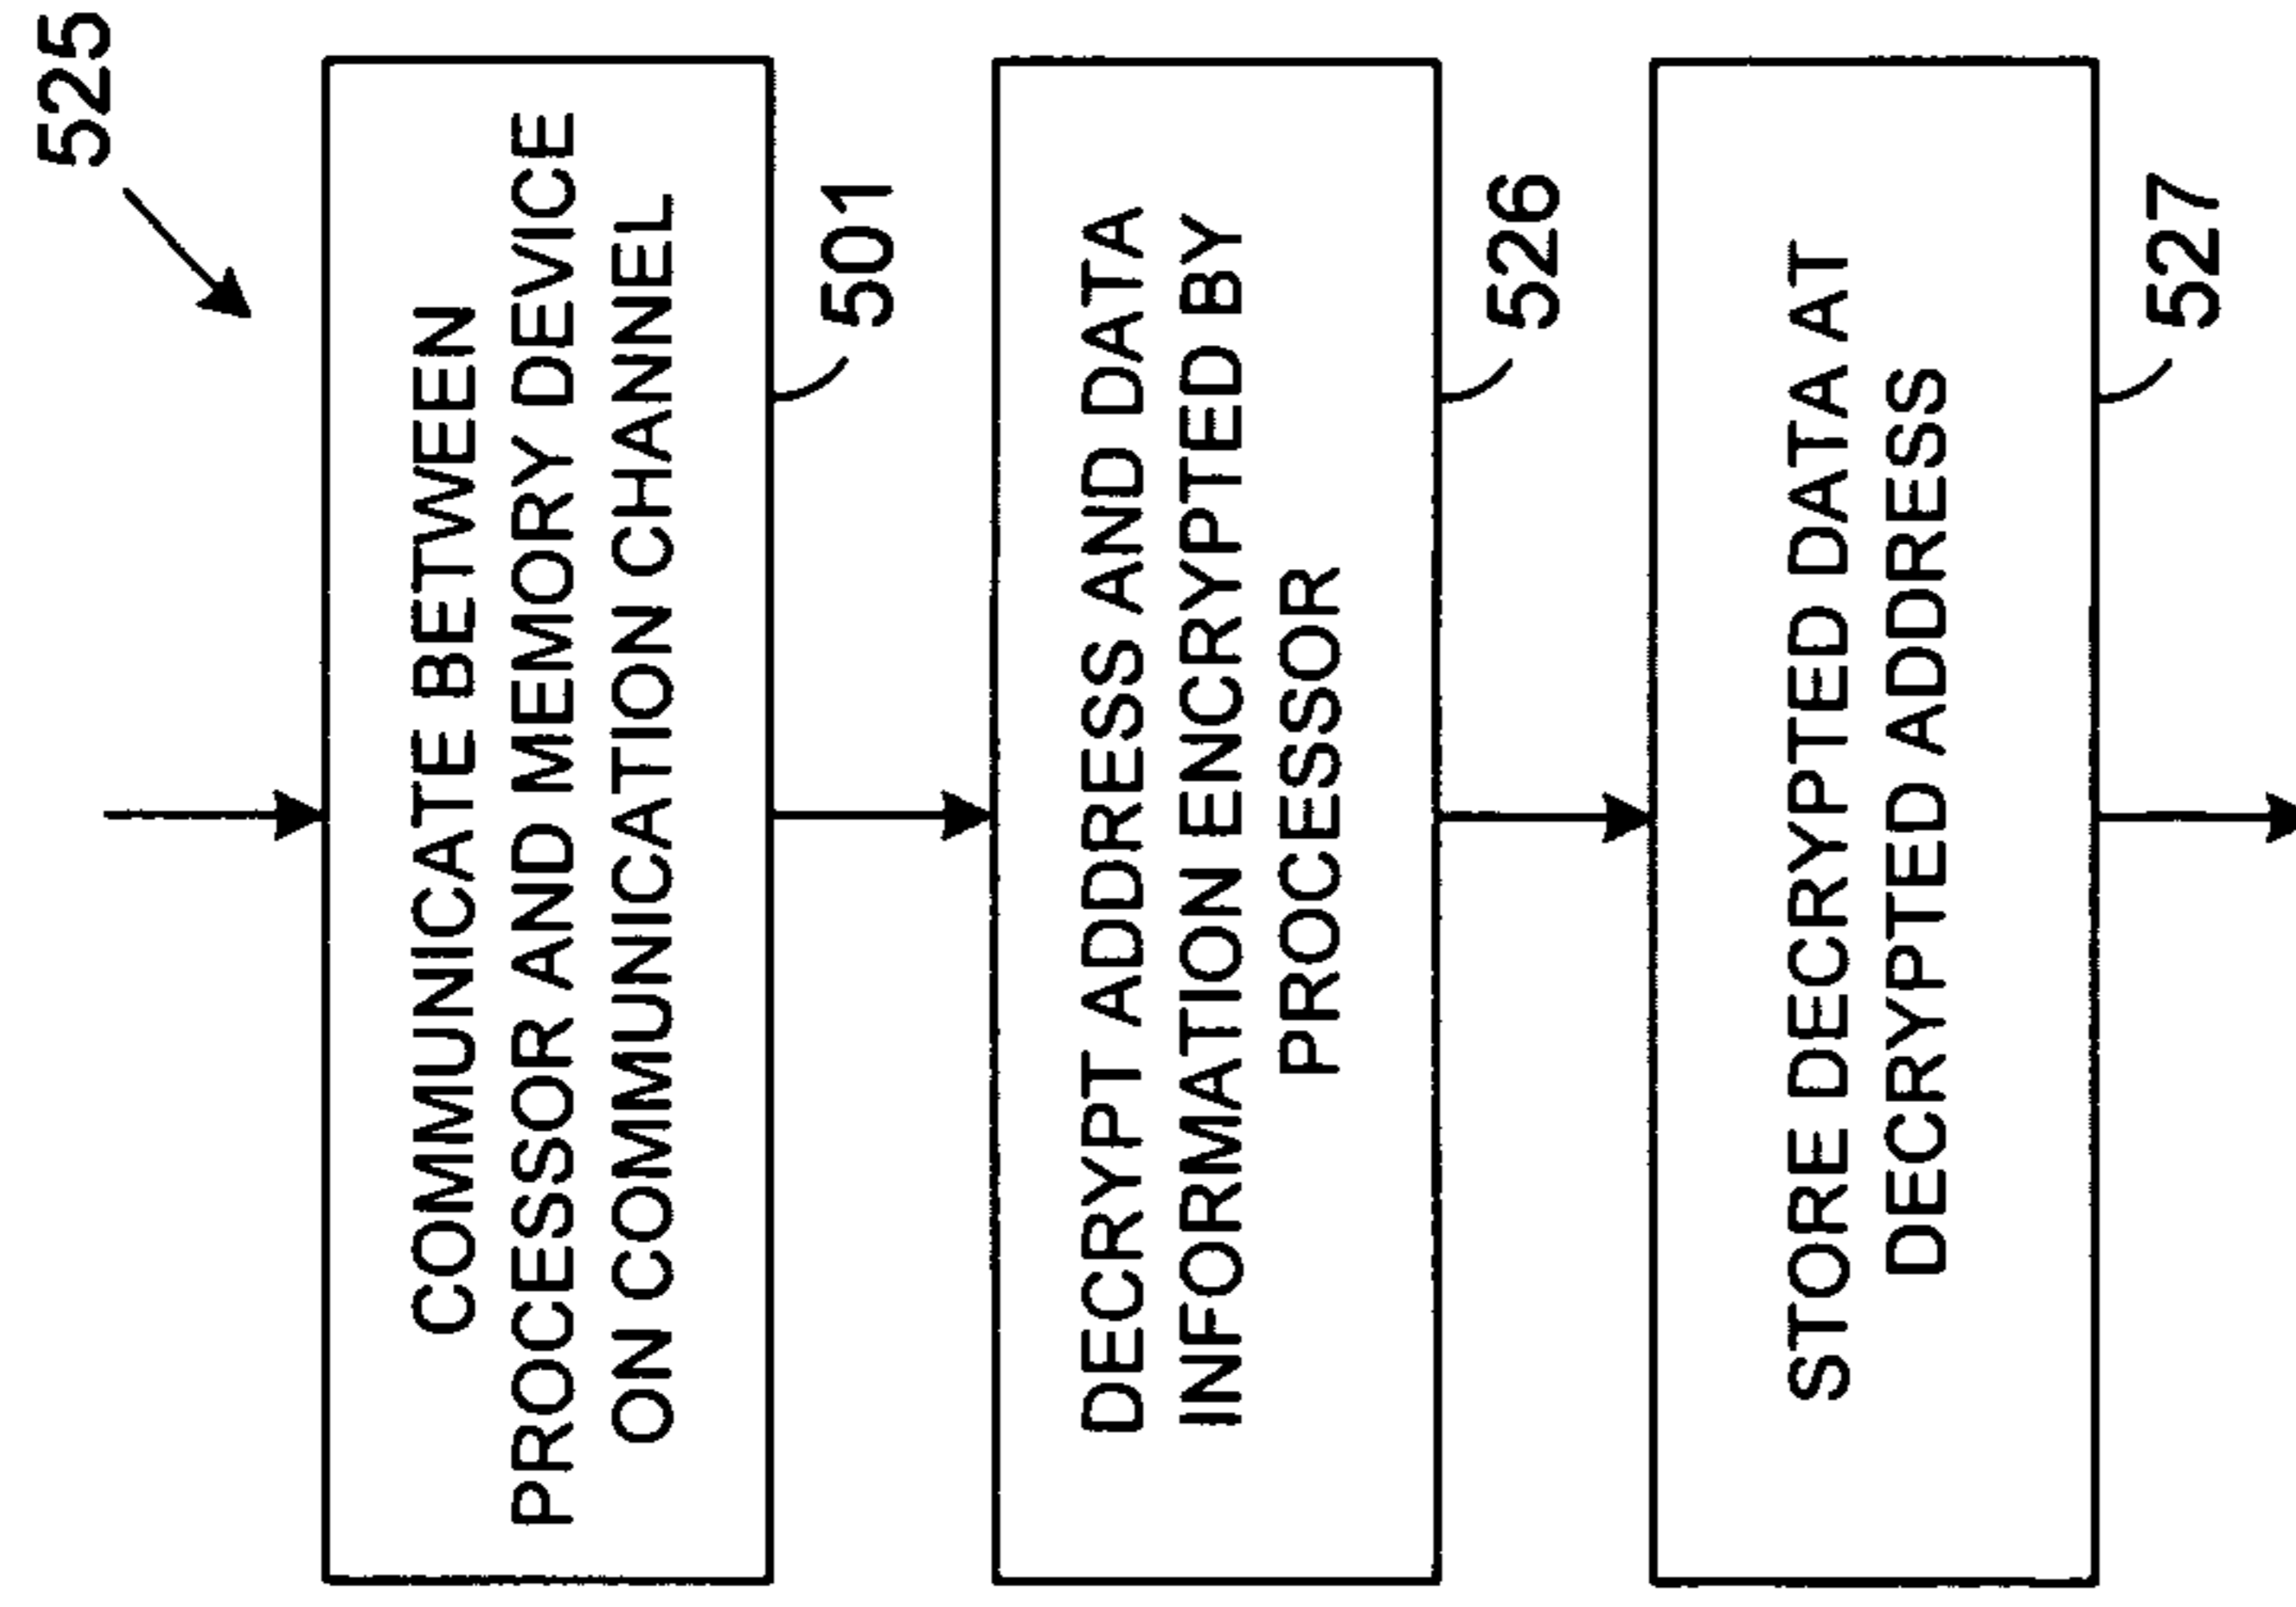 525
COMMUNICATE BETWEEN
PROCESSOR AND MEMORY DEVICE
ON COMMUNICATION CHANNEL
501
DECRYPT ADDRESS AND DATA
INFORMATION ENCRYPTED BY
PROCESSOR
526
STORE DECRYPTED DATA AT
DECRYPTED ADDRESS
527